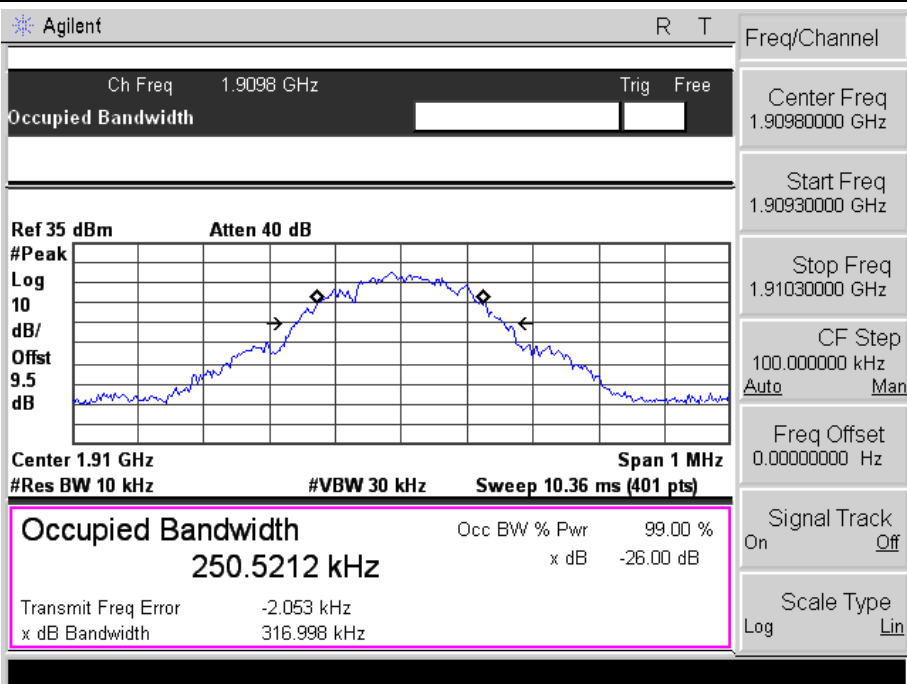 Agilent R T
Ch Freq 1.9098 GHz Trig Free
Occupied Bandwidth
Ref 35 dBm Atten 40 dB
#Peak
Log
10
dB/
Offst
9.5
dB
Center 1.91 GHz Span 1 MHz
#Res BW 10 kHz #VBW 30 kHz Sweep 10.36 ms (401 pts)
Occupied Bandwidth
250.5212 kHz
Occ BW % Pwr 99.00 %
x dB -26.00 dB
Transmit Freq Error -2.053 kHz
x dB Bandwidth 316.998 kHz
Freq/Channel
Center Freq
1.90980000 GHz
Start Freq
1.90930000 GHz
Stop Freq
1.91030000 GHz
CF Step
100.000000 kHz
Auto Man
Freq Offset
0.00000000 Hz
Signal Track
On Off
Scale Type
Log Lin